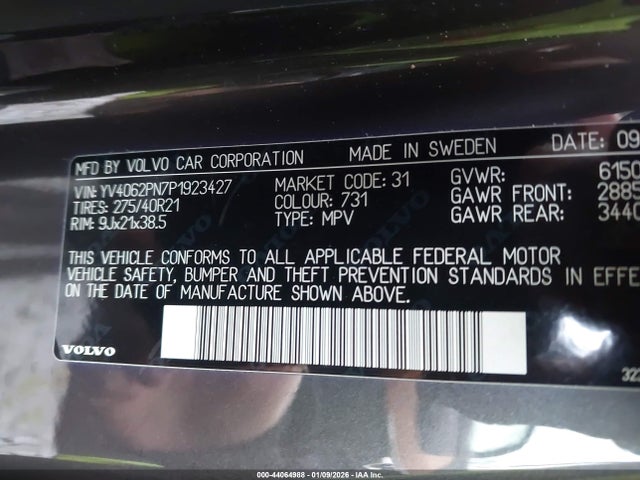 MFD BY VOLVO CAR CORPORATION MADE IN SWEDEN DATE: 09
VIN: YV4062PN7P1923427 MARKET CODE: 31 GVWR: 6150
TIRES: 275/40R21 COLOUR: 731 GAWR FRONT: 2885
RIM: 9Jx21x38.5 TYPE: MPV GAWR REAR: 3440
THIS VEHICLE CONFORMS TO ALL APPLICABLE FEDERAL MOTOR
VEHICLE SAFETY, BUMPER AND THEFT PREVENTION STANDARDS IN EFFE
ON THE DATE OF MANUFACTURE SHOWN ABOVE.
VOLVO
323
000-44064988 - 01/09/2026 - © IAA Holdings, LLC